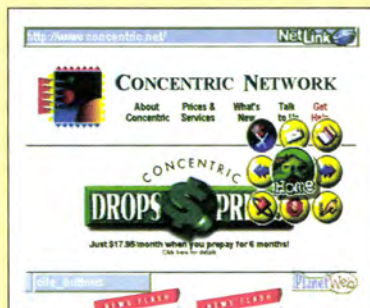 http://www.concentric.net/ NetLink
CONCENTRIC NETWORK
About Concentric
Prices & Services
What's New
Talk to Us
Get Help
CONCENTRIC
Home
DROPS
Just $17.95/month when you prepay for 6 months!
Click here for details
site_buttons PlanetWeb
NEWS FLASH NEWS FLASH